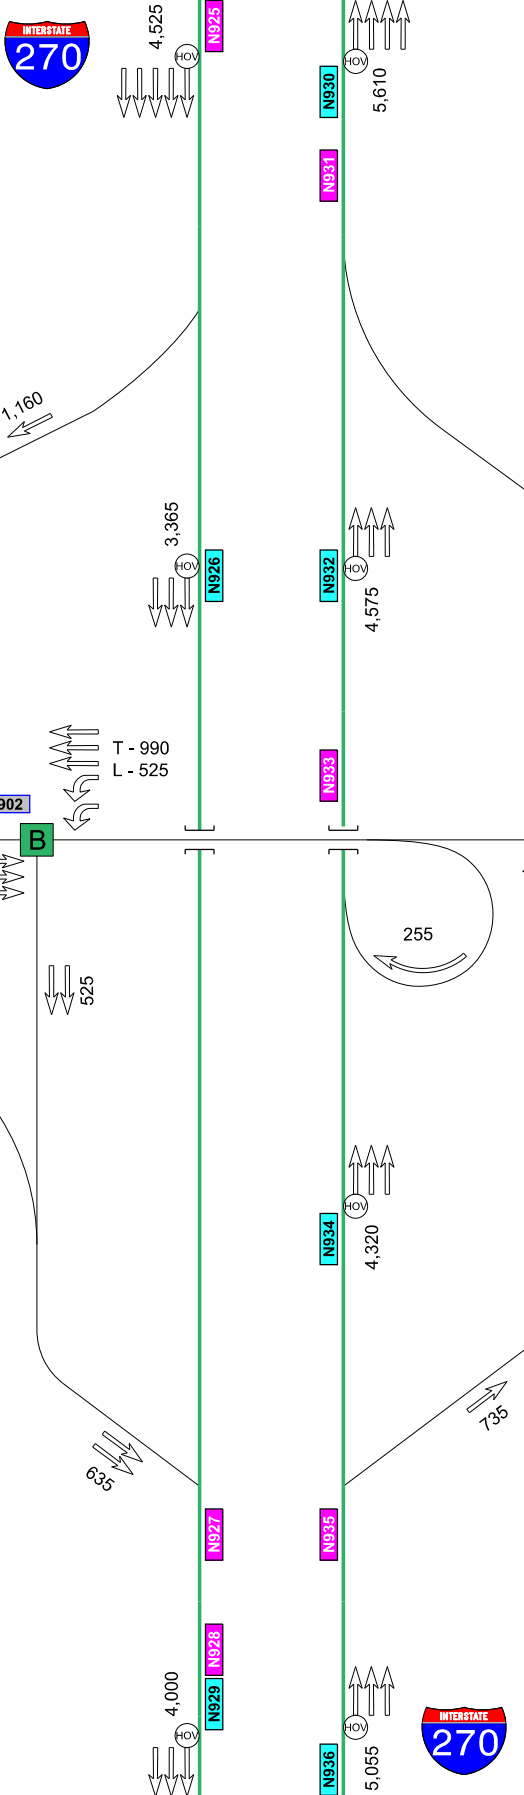 INTERSTATE
270
4,525
N925
HOV
HOV
5,610
N930
N931
1,160
3,365
HOV
N926
N932
HOV
4,575
T - 990
L - 525
N933
902
B
255
525
HOV
N934
4,320
735
635
N927
N935
N928
4,000
N929
HOV
HOV
N936
5,055
INTERSTATE
270